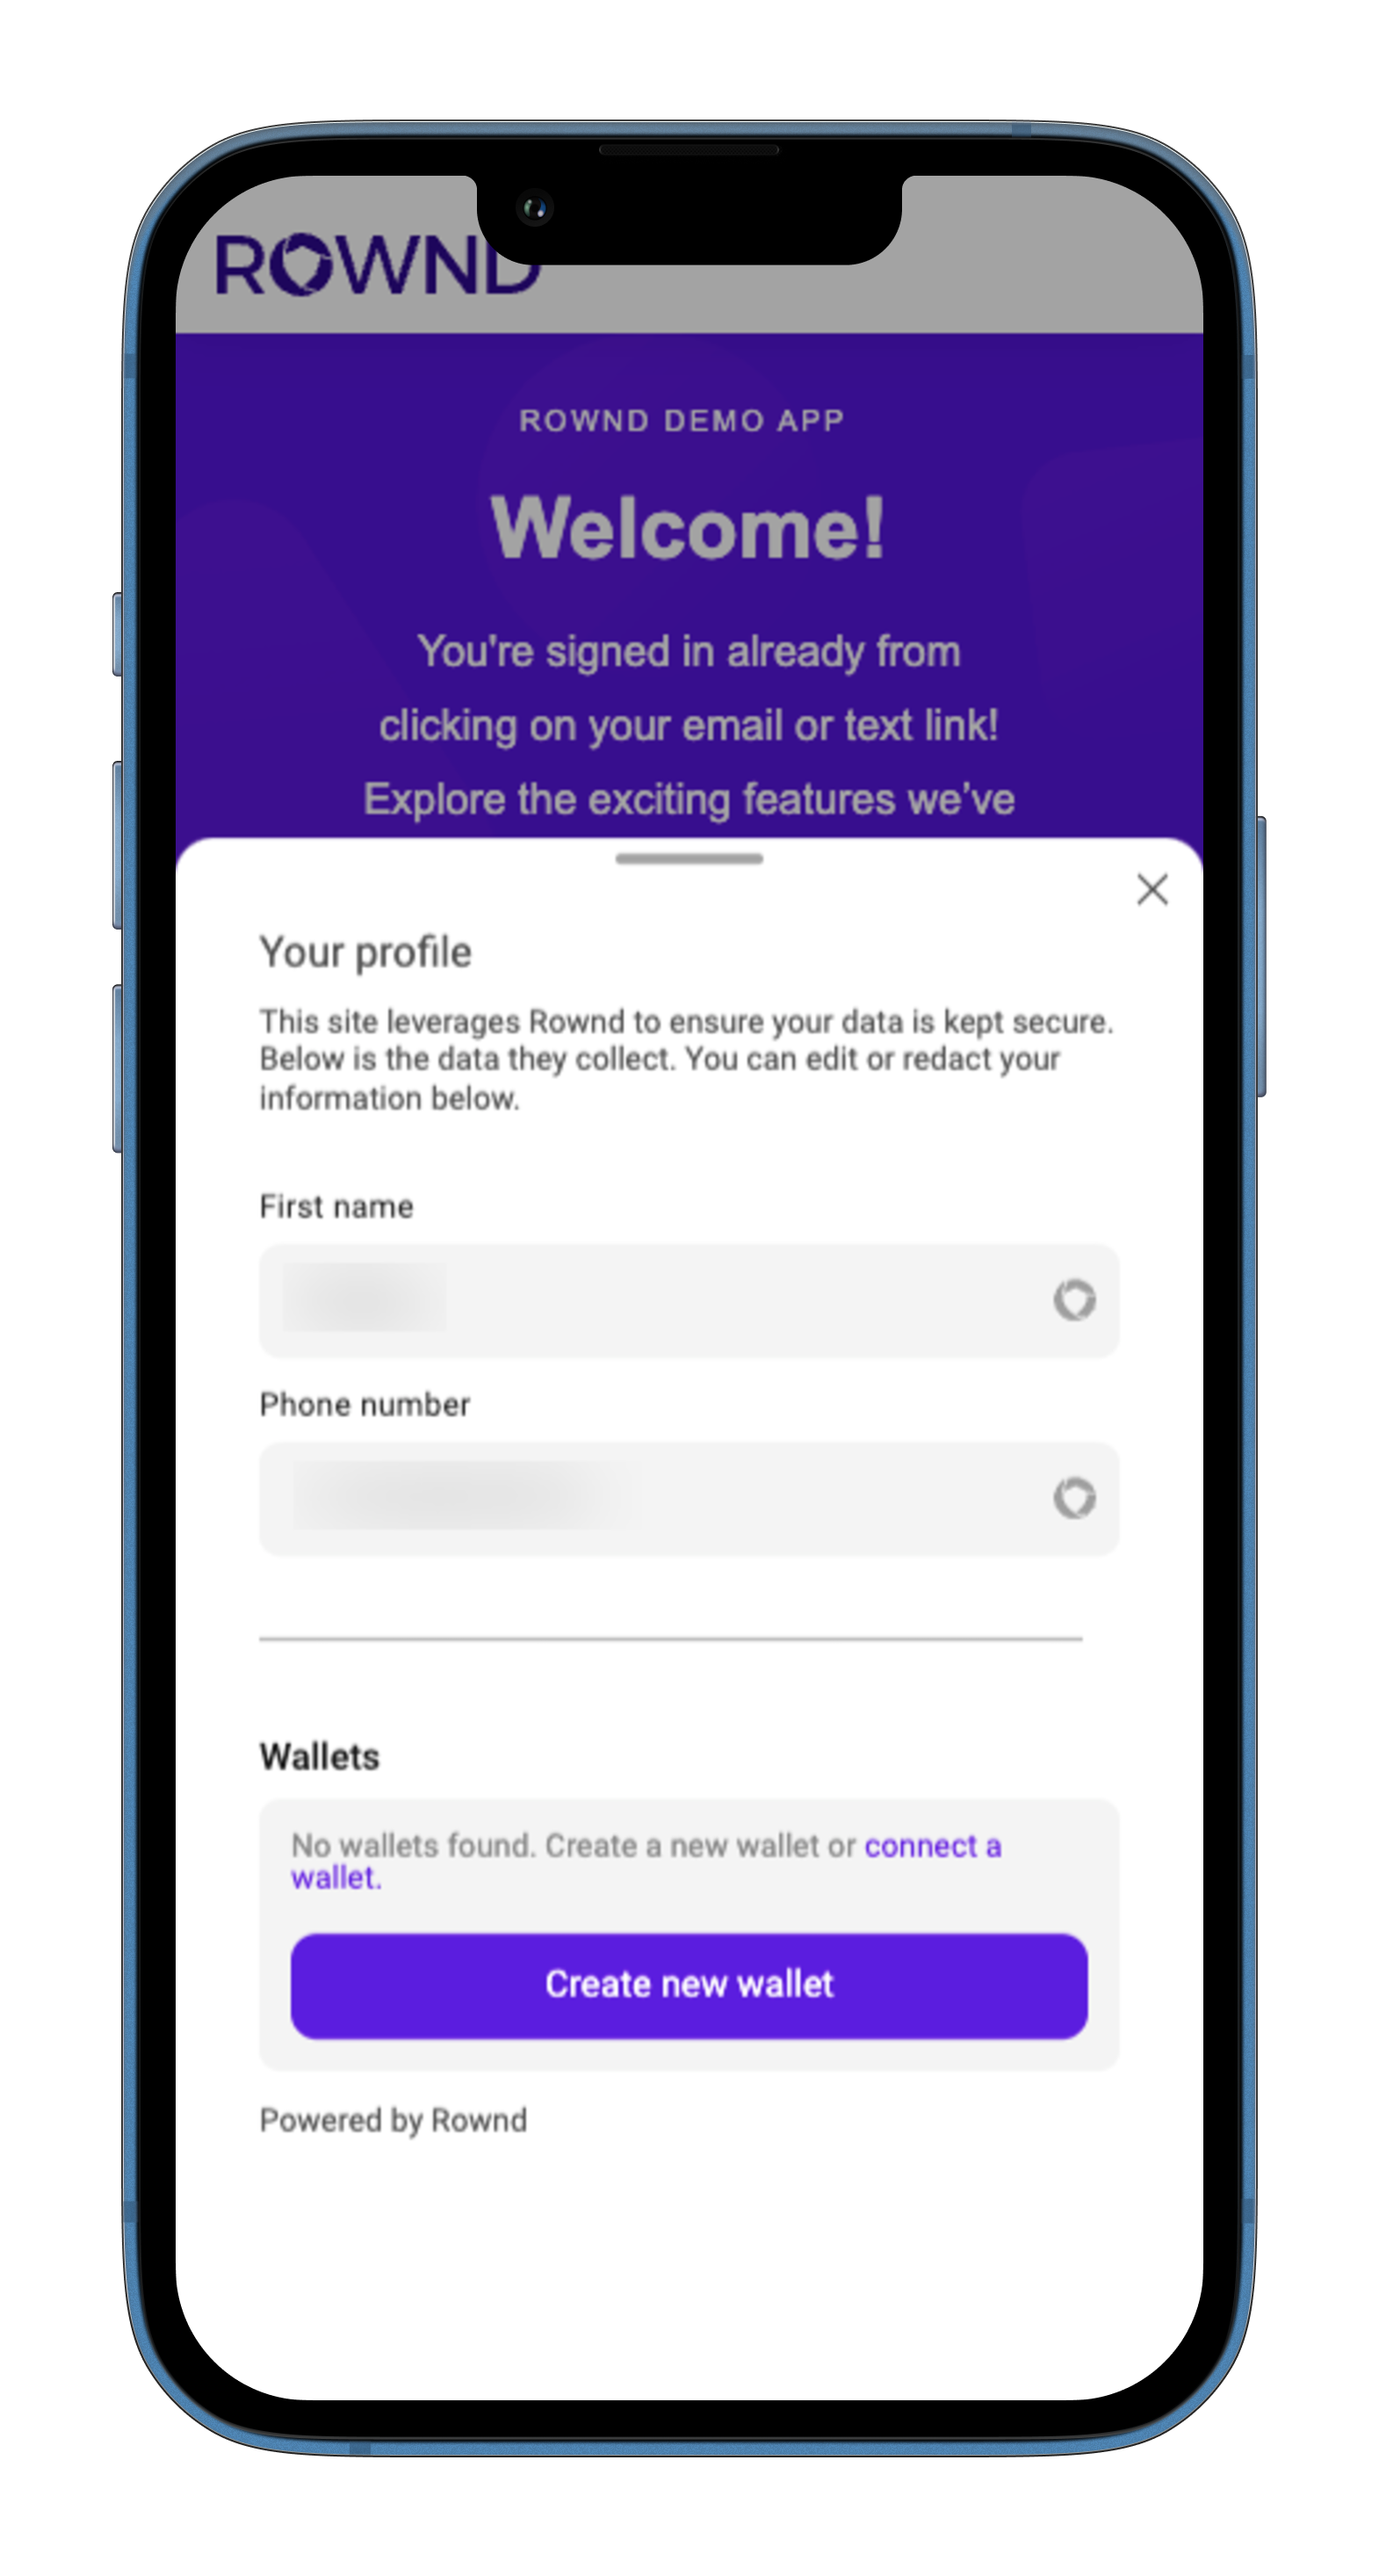 ROWND
ROWND DEMO APP
Welcome!
You're signed in already from
clicking on your email or text link!
Explore the exciting features we’ve
Your profile
This site leverages Rownd to ensure your data is kept secure.
Below is the data they collect. You can edit or redact your
information below.
First name
Phone number
Wallets
No wallets found. Create a new wallet or connect a
wallet.
Create new wallet
Powered by Rownd